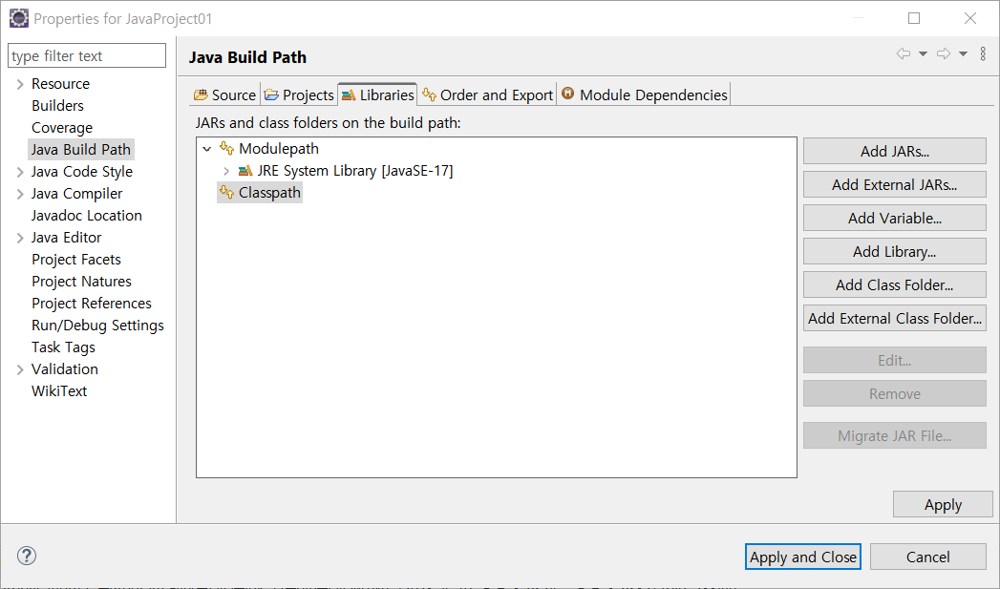 Properties for JavaProject01
type filter text
Resource
Builders
Coverage
Java Build Path
Java Code Style
Java Compiler
Javadoc Location
Java Editor
Project Facets
Project Natures
Project References
Run/Debug Settings
Task Tags
Validation
WikiText
Java Build Path
Source Projects Libraries Order and Export Module Dependencies
JARs and class folders on the build path:
Modulepath
JRE System Library [JavaSE-17]
Classpath
Add JARs...
Add External JARs...
Add Variable...
Add Library...
Add Class Folder...
Add External Class Folder...
Edit...
Remove
Migrate JAR File...
Apply
?
Apply and Close Cancel